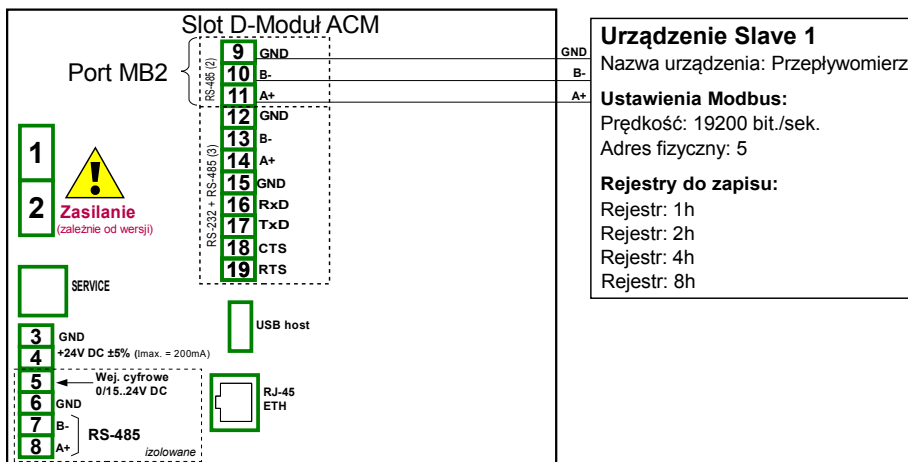 Slot D-Moduł ACM
Port MB2
RS-485 (2)
9 GND
10 B-
11 A+
RS-232 + RS-485 (3)
12 GND
13 B-
14 A+
15 GND
16 RxD
17 TxD
18 CTS
19 RTS
GND
B-
A+
Urządzenie Slave 1
Nazwa urządzenia: Przepływomierz
Ustawienia Modbus:
Prędkość: 19200 bit./sek.
Adres fizyczny: 5
Rejestry do zapisu:
Rejestr: 1h
Rejestr: 2h
Rejestr: 4h
Rejestr: 8h
1
2
!
Zasilanie
(zależnie od wersji)
SERVICE
USB host
RJ-45
ETH
3 GND
4 +24V DC ±5% (Imax. = 200mA)
5 Wej. cyfrowe
0/15..24V DC
6 GND
7 B-
8 A+
RS-485
izolowane